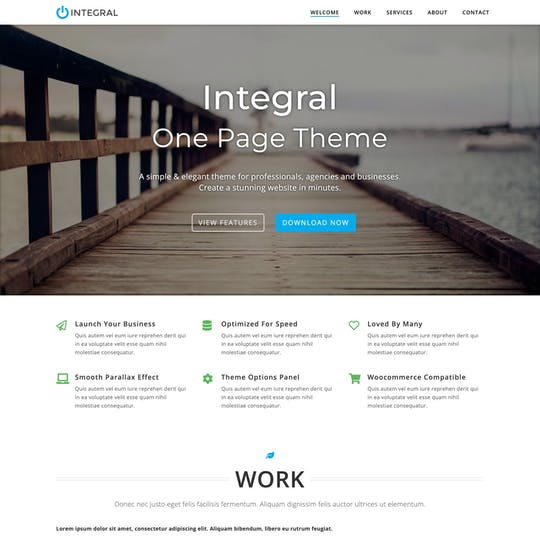 INTEGRAL
WELCOME WORK SERVICES ABOUT CONTACT
Integral
One Page Theme
A simple & elegant theme for professionals, agencies and businesses.
Create a stunning website in minutes.
VIEW FEATURES
DOWNLOAD NOW
Launch Your Business
Quis autem vel eum iure reprehen derit qui
in ea voluptate velit esse quam nihil
molestiae consequatur.
Optimized For Speed
Quis autem vel eum iure reprehen derit qui
in ea voluptate velit esse quam nihil
molestiae consequatur.
Loved By Many
Quis autem vel eum iure reprehen derit qui
in ea voluptate velit esse quam nihil
molestiae consequatur.
Smooth Parallax Effect
Quis autem vel eum iure reprehen derit qui
in ea voluptate velit esse quam nihil
molestiae consequatur.
Theme Options Panel
Quis autem vel eum iure reprehen derit qui
in ea voluptate velit esse quam nihil
molestiae consequatur.
Woocommerce Compatible
Quis autem vel eum iure reprehen derit qui
in ea voluptate velit esse quam nihil
molestiae consequatur.
WORK
Donec nec justo eget felis facilisis fermentum. Aliquam dignissim felis auctor ultrices ut elementum.
Lorem ipsum dolor sit amet, consectetur adipiscing elit. Aliquam bibendum, libero eu rutrum feugiat.